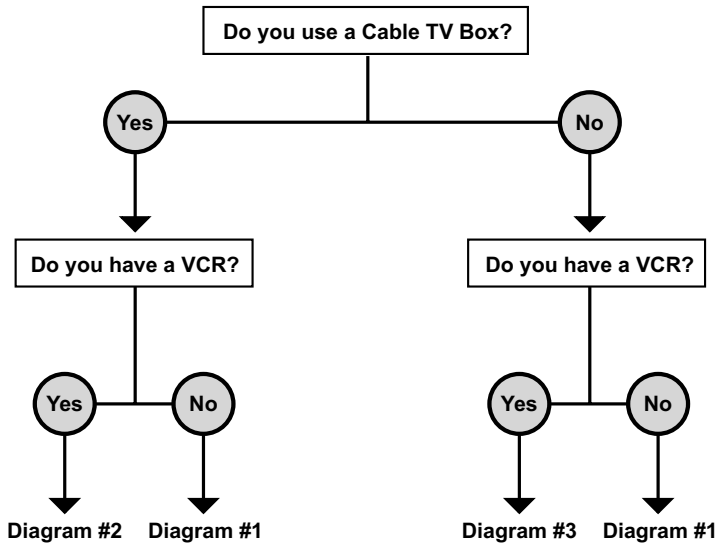 Do you use a Cable TV Box?
Yes
No
Do you have a VCR?
Do you have a VCR?
Yes
No
Yes
No
Diagram #2
Diagram #1
Diagram #3
Diagram #1